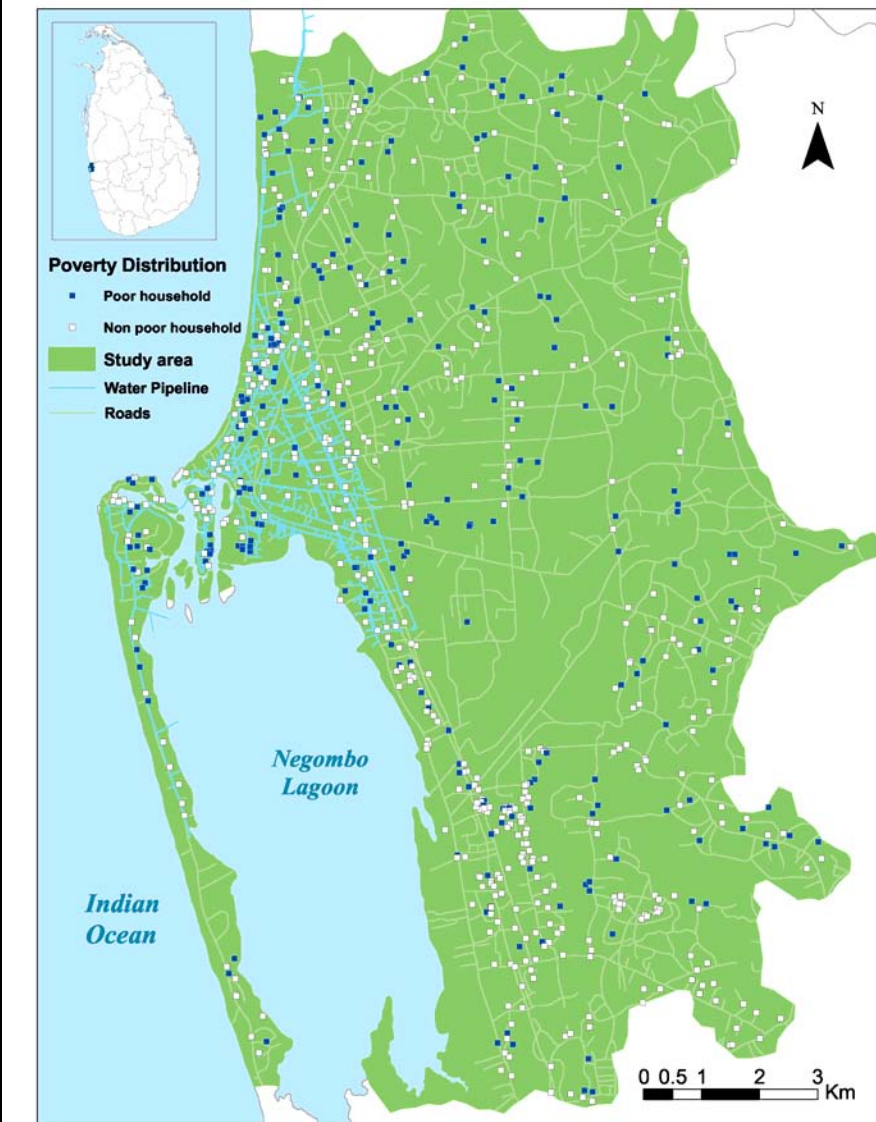 N
Poverty Distribution
Poor household
Non poor household
Study area
Water Pipeline
Roads
Negombo
Lagoon
Indian
Ocean
0 0.5 1 2 3
Km